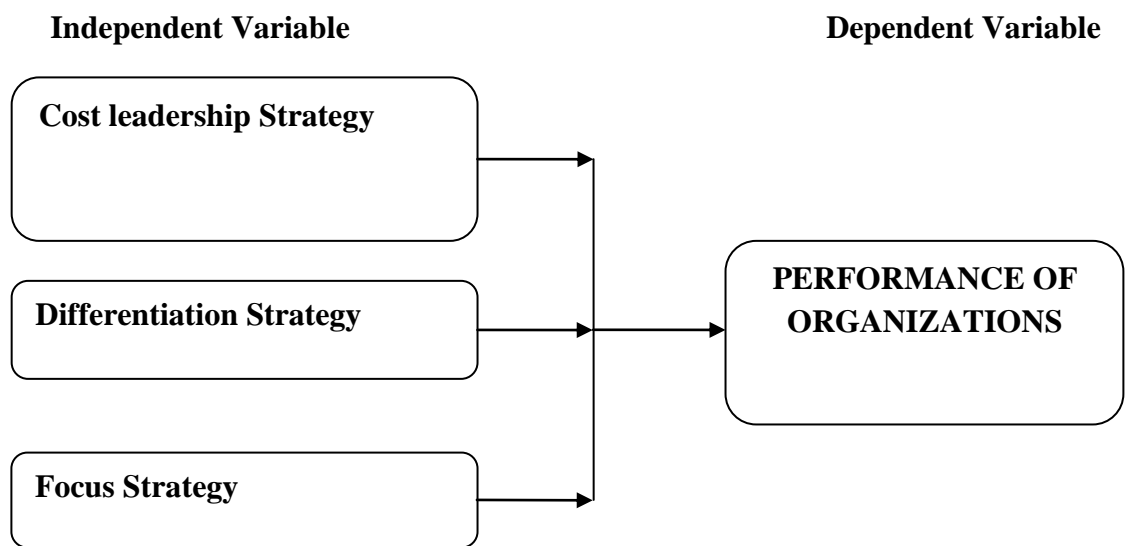 Independent Variable
Dependent Variable
Cost leadership Strategy
Differentiation Strategy
PERFORMANCE OF
ORGANIZATIONS
Focus Strategy